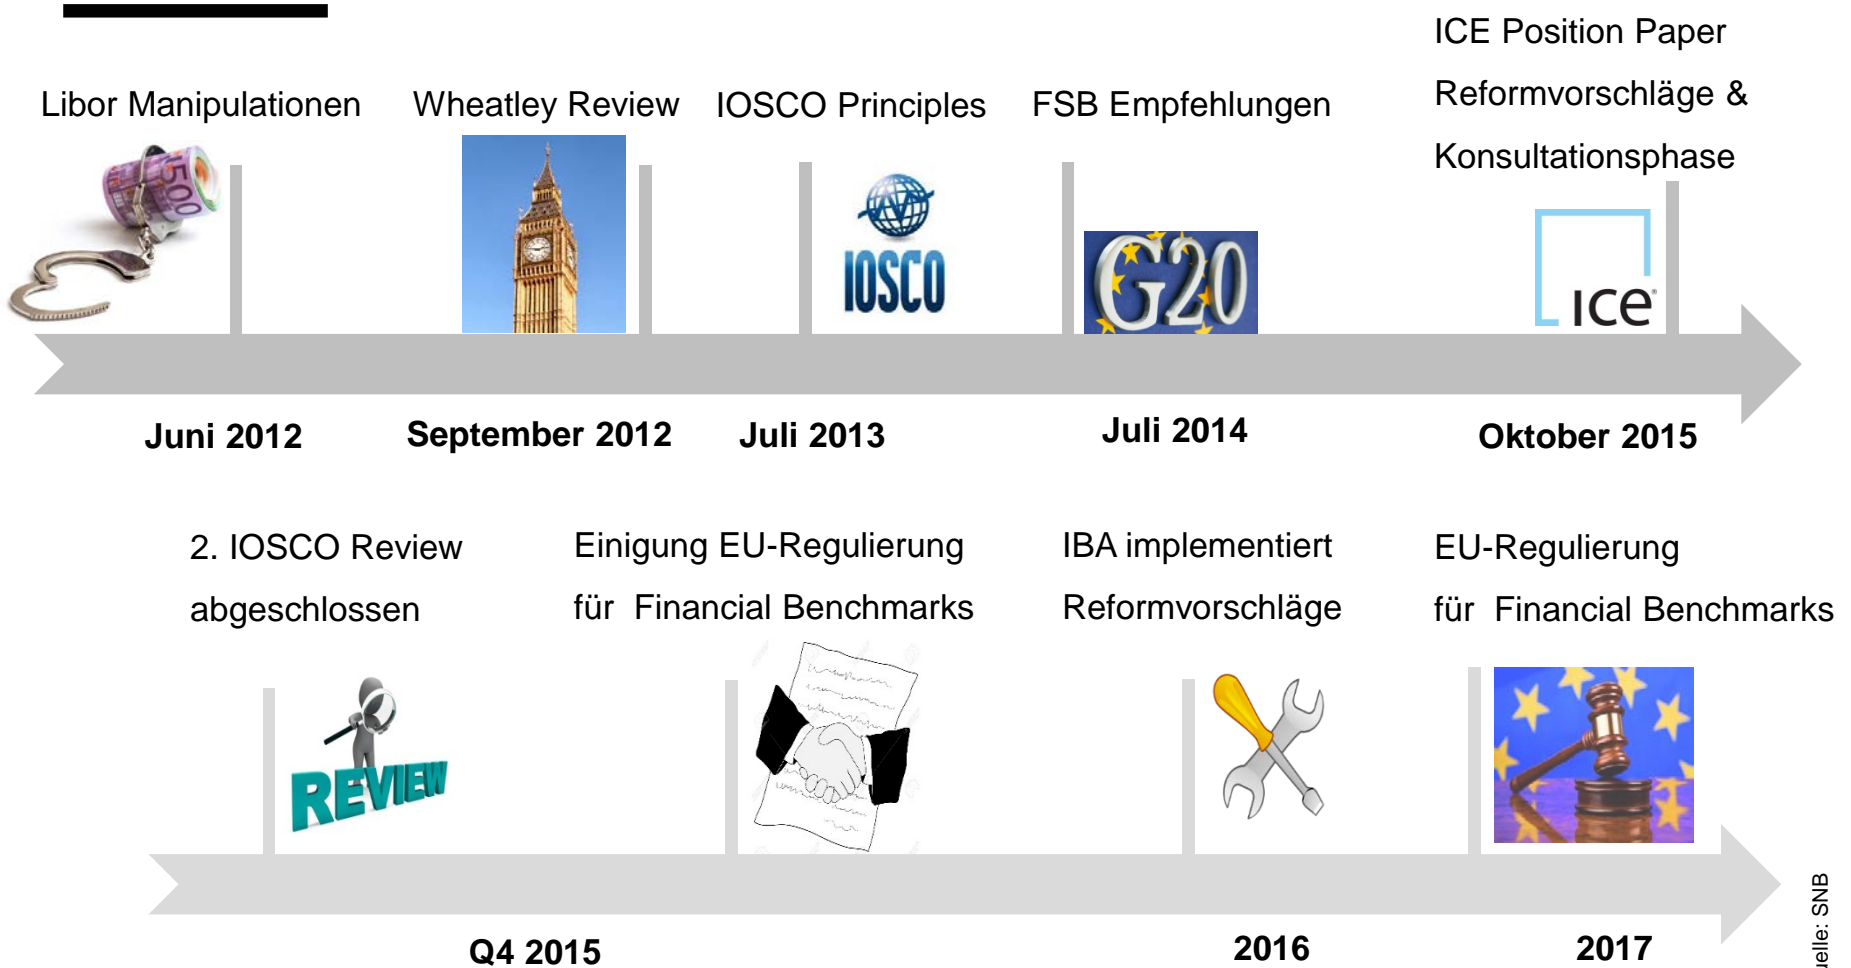 Libor Manipulationen
Wheatley Review
IOSCO Principles
FSB Empfehlungen
ICE Position Paper
Reformvorschläge &
Konsultationsphase
500
IOSCO
G20
ice
Juni 2012
September 2012
Juli 2013
Juli 2014
Oktober 2015
2. IOSCO Review
abgeschlossen
Einigung EU-Regulierung
für Financial Benchmarks
IBA implementiert
Reformvorschläge
EU-Regulierung
für Financial Benchmarks
REVIEW
Q4 2015
2016
2017
SNB